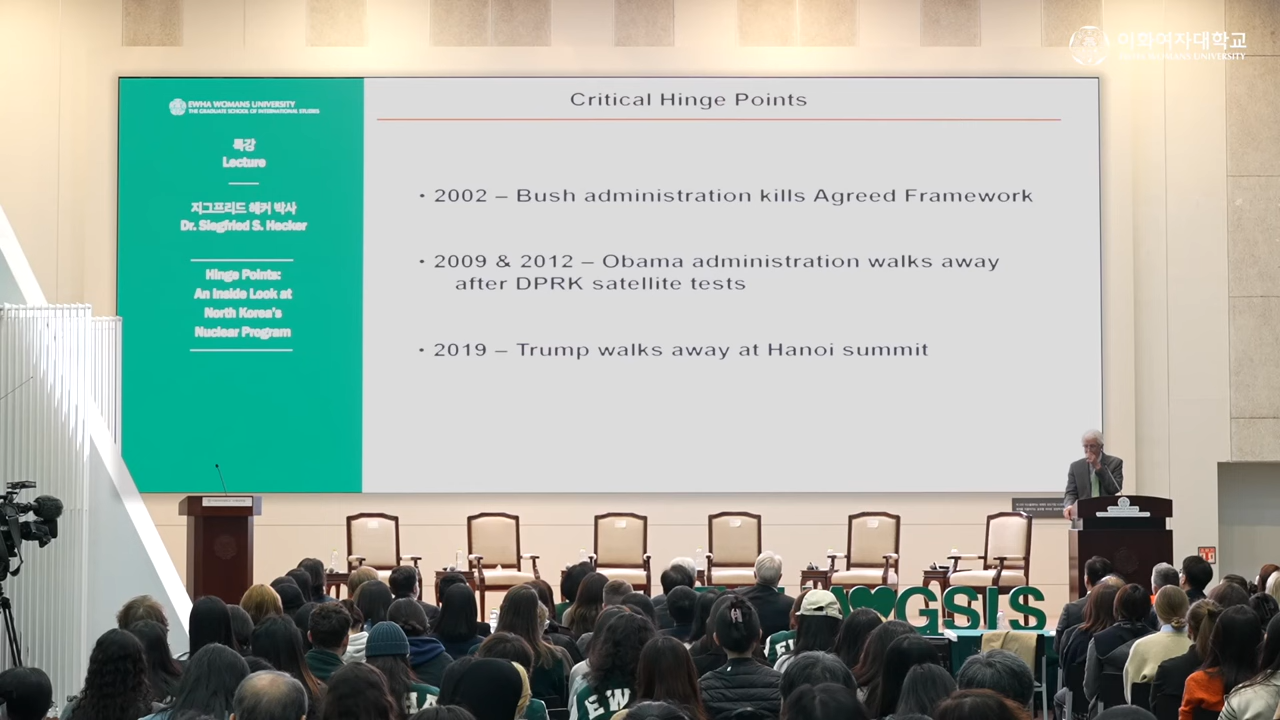 이화여자대학교
EWHA WOMANS UNIVERSITY
EWHA WOMANS UNIVERSITY
THE GRADUATE SCHOOL OF INTERNATIONAL STUDIES
특강
Lecture
지그프리드 헤커 박사
Dr. Siegfried S. Hecker
Hinge Points:
An Inside Look at
North Korea's
Nuclear Program
Critical Hinge Points
• 2002 – Bush administration kills Agreed Framework
• 2009 & 2012 – Obama administration walks away
after DPRK satellite tests
• 2019 – Trump walks away at Hanoi summit
GSIS
EW